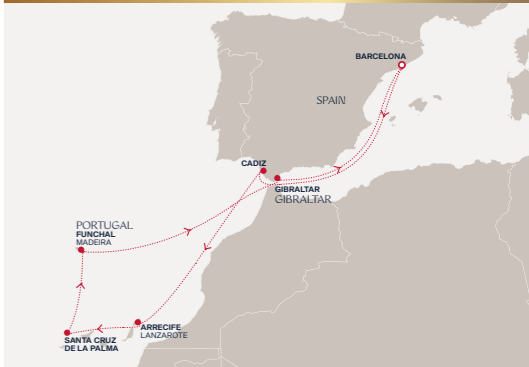 BARCELONA
SPAIN
CADIZ
GIBRALTAR
GIBRALTAR
PORTUGAL
FUNCHAL
MADEIRA
ARRECIFE
LANZAROTE
SANTA CRUZ
DE LA PALMA